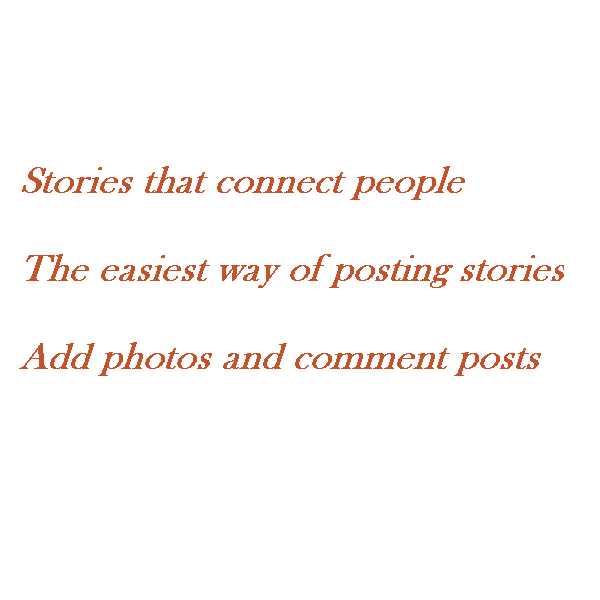 Stories that connect people
The easiest way of posting stories
Add photos and comment posts